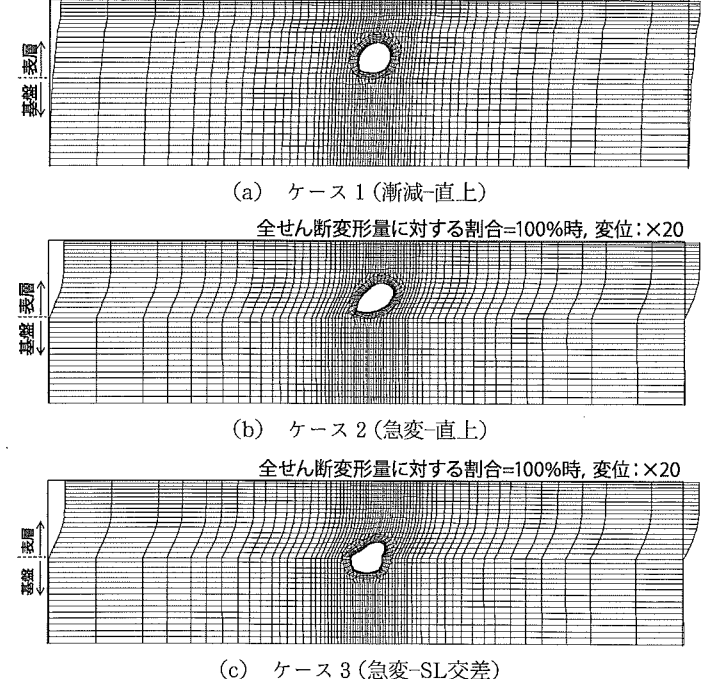 表層
基盤
(a) ケース1(漸減-直上)
全せん断変形量に対する割合=100%時, 変位:×20
表層
基盤
(b) ケース2(急変-直上)
全せん断変形量に対する割合=100%時, 変位:×20
表層
基盤
(c) ケース3(急変-SL交差)